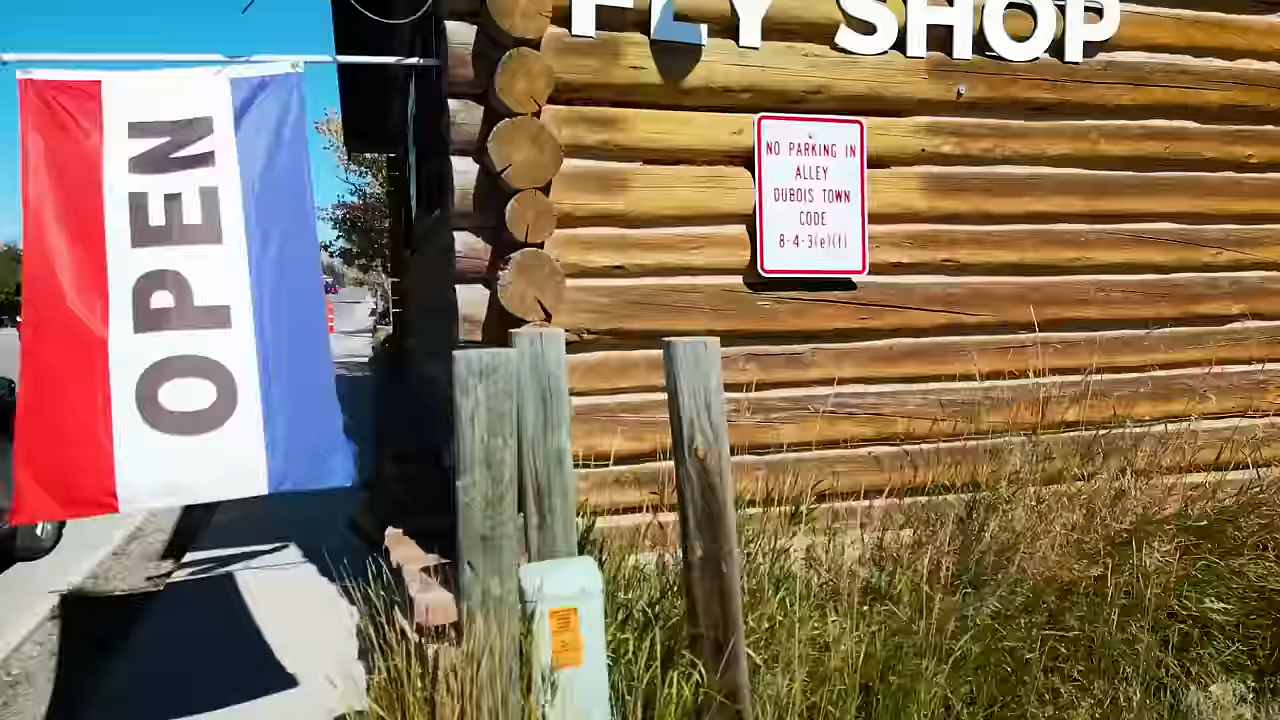 FLY SHOP
OPEN
NO PARKING IN
ALLEY
DUBOIS TOWN
CODE
8-4-3(e)(1)